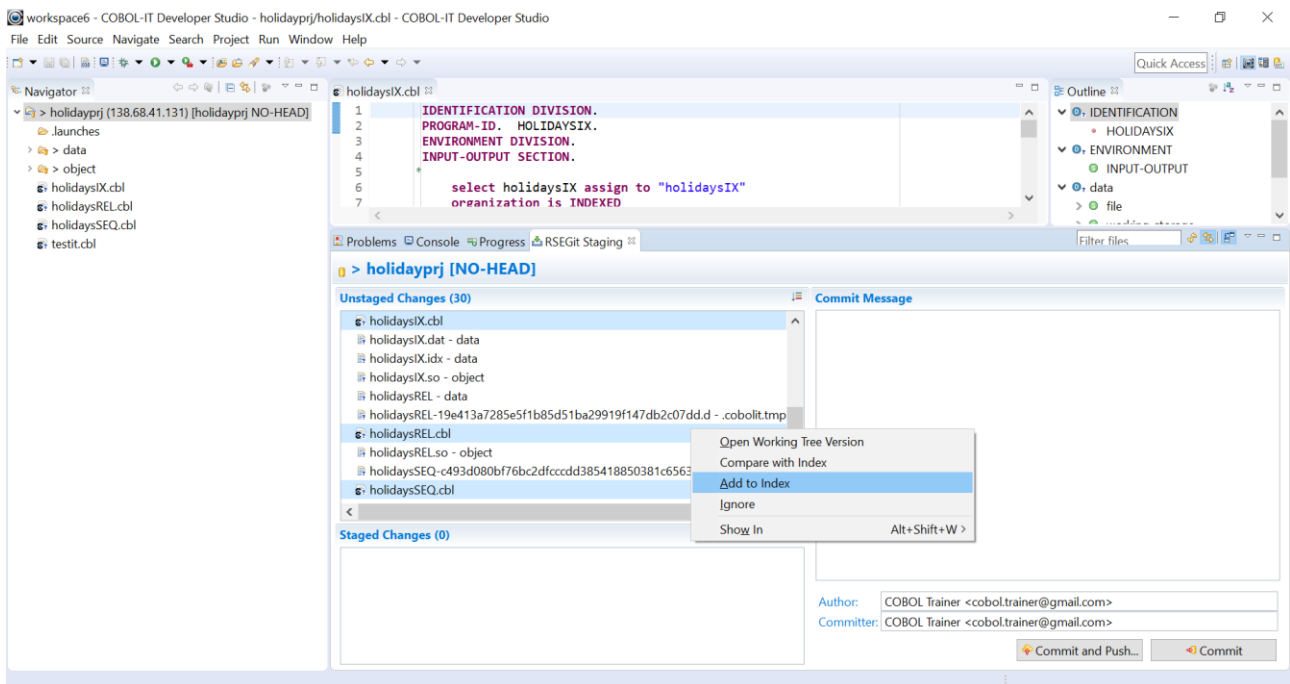 workspace6 - COBOL-IT Developer Studio - holidayprj/holidaysIX.cbl - COBOL-IT Developer Studio
File Edit Source Navigate Search Project Run Window Help
Quick Access
Navigator
> holidayprj (138.68.41.131) [holidayprj NO-HEAD]
.launches
> data
> object
holidaysIX.cbl
holidaysREL.cbl
holidaysSEQ.cbl
testit.cbl
holidaysIX.cbl
1 IDENTIFICATION DIVISION.
2 PROGRAM-ID. HOLIDAYSIX.
3 ENVIRONMENT DIVISION.
4 INPUT-OUTPUT SECTION.
5 *
6 select holidaysIX assign to "holidaysIX"
7 organization is INDEXED
Outline
IDENTIFICATION
HOLIDAYSIX
ENVIRONMENT
INPUT-OUTPUT
data
file
working-storage
Problems Console Progress RSEGit Staging
Filter files
> holidayprj [NO-HEAD]
Unstaged Changes (30)
holidaysIX.cbl
holidaysIX.dat - data
holidaysIX.idx - data
holidaysIX.so - object
holidaysREL - data
holidaysREL-19e413a7285e5f1b85d51ba29919f147db2c07dd.d - .cobolit.tmp
holidaysREL.cbl
holidaysREL.so - object
holidaysSEQ-c493d080bf76bc2dfcccdd385418850381c6563
holidaysSEQ.cbl
Open Working Tree Version
Compare with Index
Add to Index
Ignore
Show In Alt+Shift+W >
Staged Changes (0)
Commit Message
Author: COBOL Trainer <cobol.trainer@gmail.com>
Committer: COBOL Trainer <cobol.trainer@gmail.com>
Commit and Push... Commit